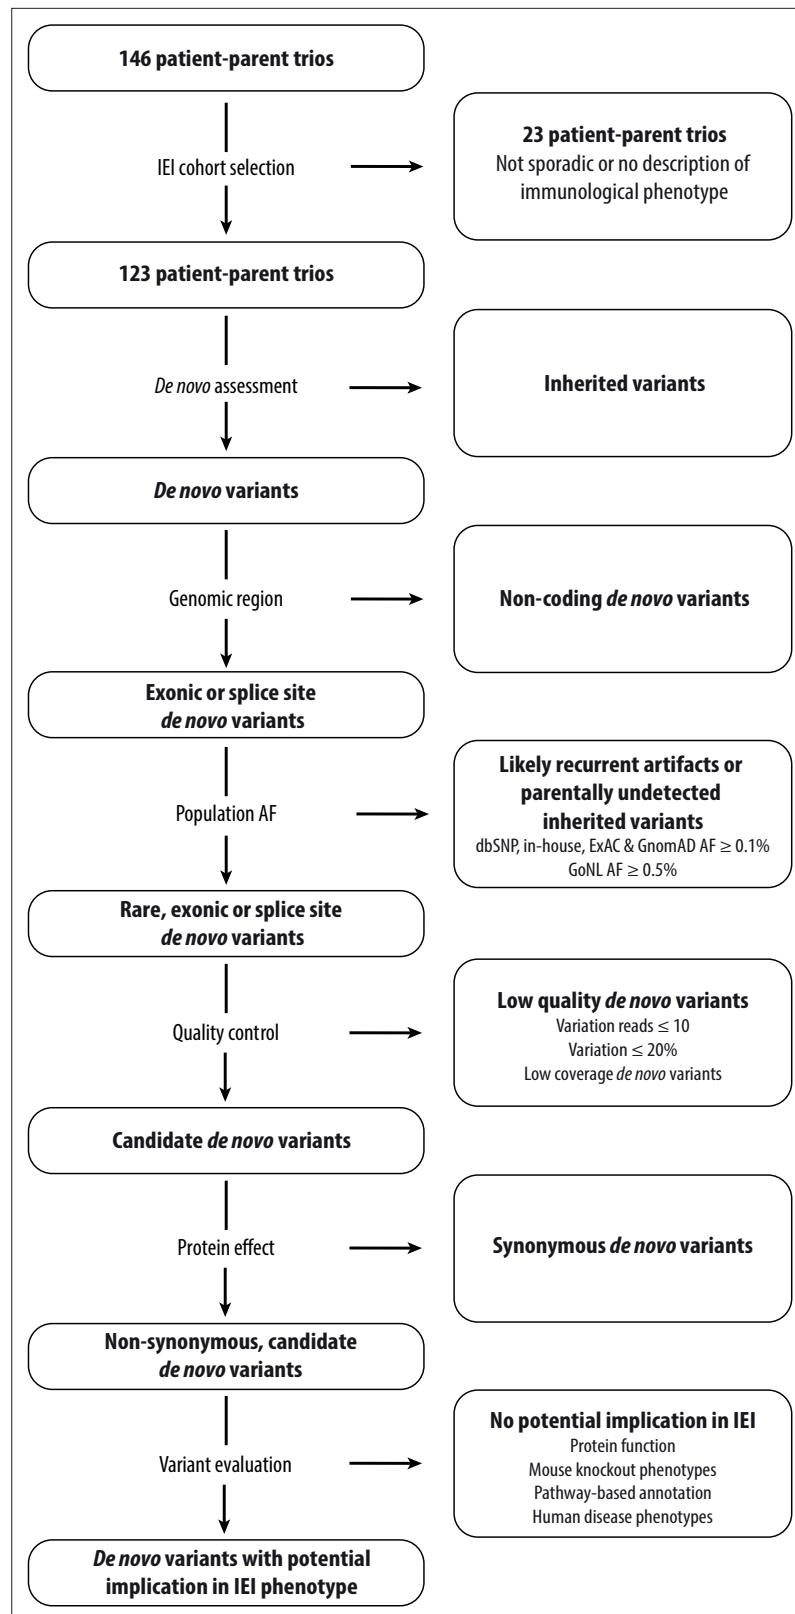 146 patient-parent trios
IEI cohort selection
23 patient-parent trios
Not sporadic or no description of
immunological phenotype
123 patient-parent trios
De novo assessment
Inherited variants
De novo variants
Genomic region
Non-coding de novo variants
Exonic or splice site
de novo variants
Population AF
Likely recurrent artifacts or
parentally undetected
inherited variants
dbSNP, in-house, ExAC & GnomAD AF ≥ 0.1%
GoNL AF ≥ 0.5%
Rare, exonic or splice site
de novo variants
Quality control
Low quality de novo variants
Variation reads ≤ 10
Variation ≤ 20%
Low coverage de novo variants
Candidate de novo variants
Protein effect
Synonymous de novo variants
Non-synonymous, candidate
de novo variants
Variant evaluation
No potential implication in IEI
Protein function
Mouse knockout phenotypes
Pathway-based annotation
Human disease phenotypes
De novo variants with potential
implication in IEI phenotype